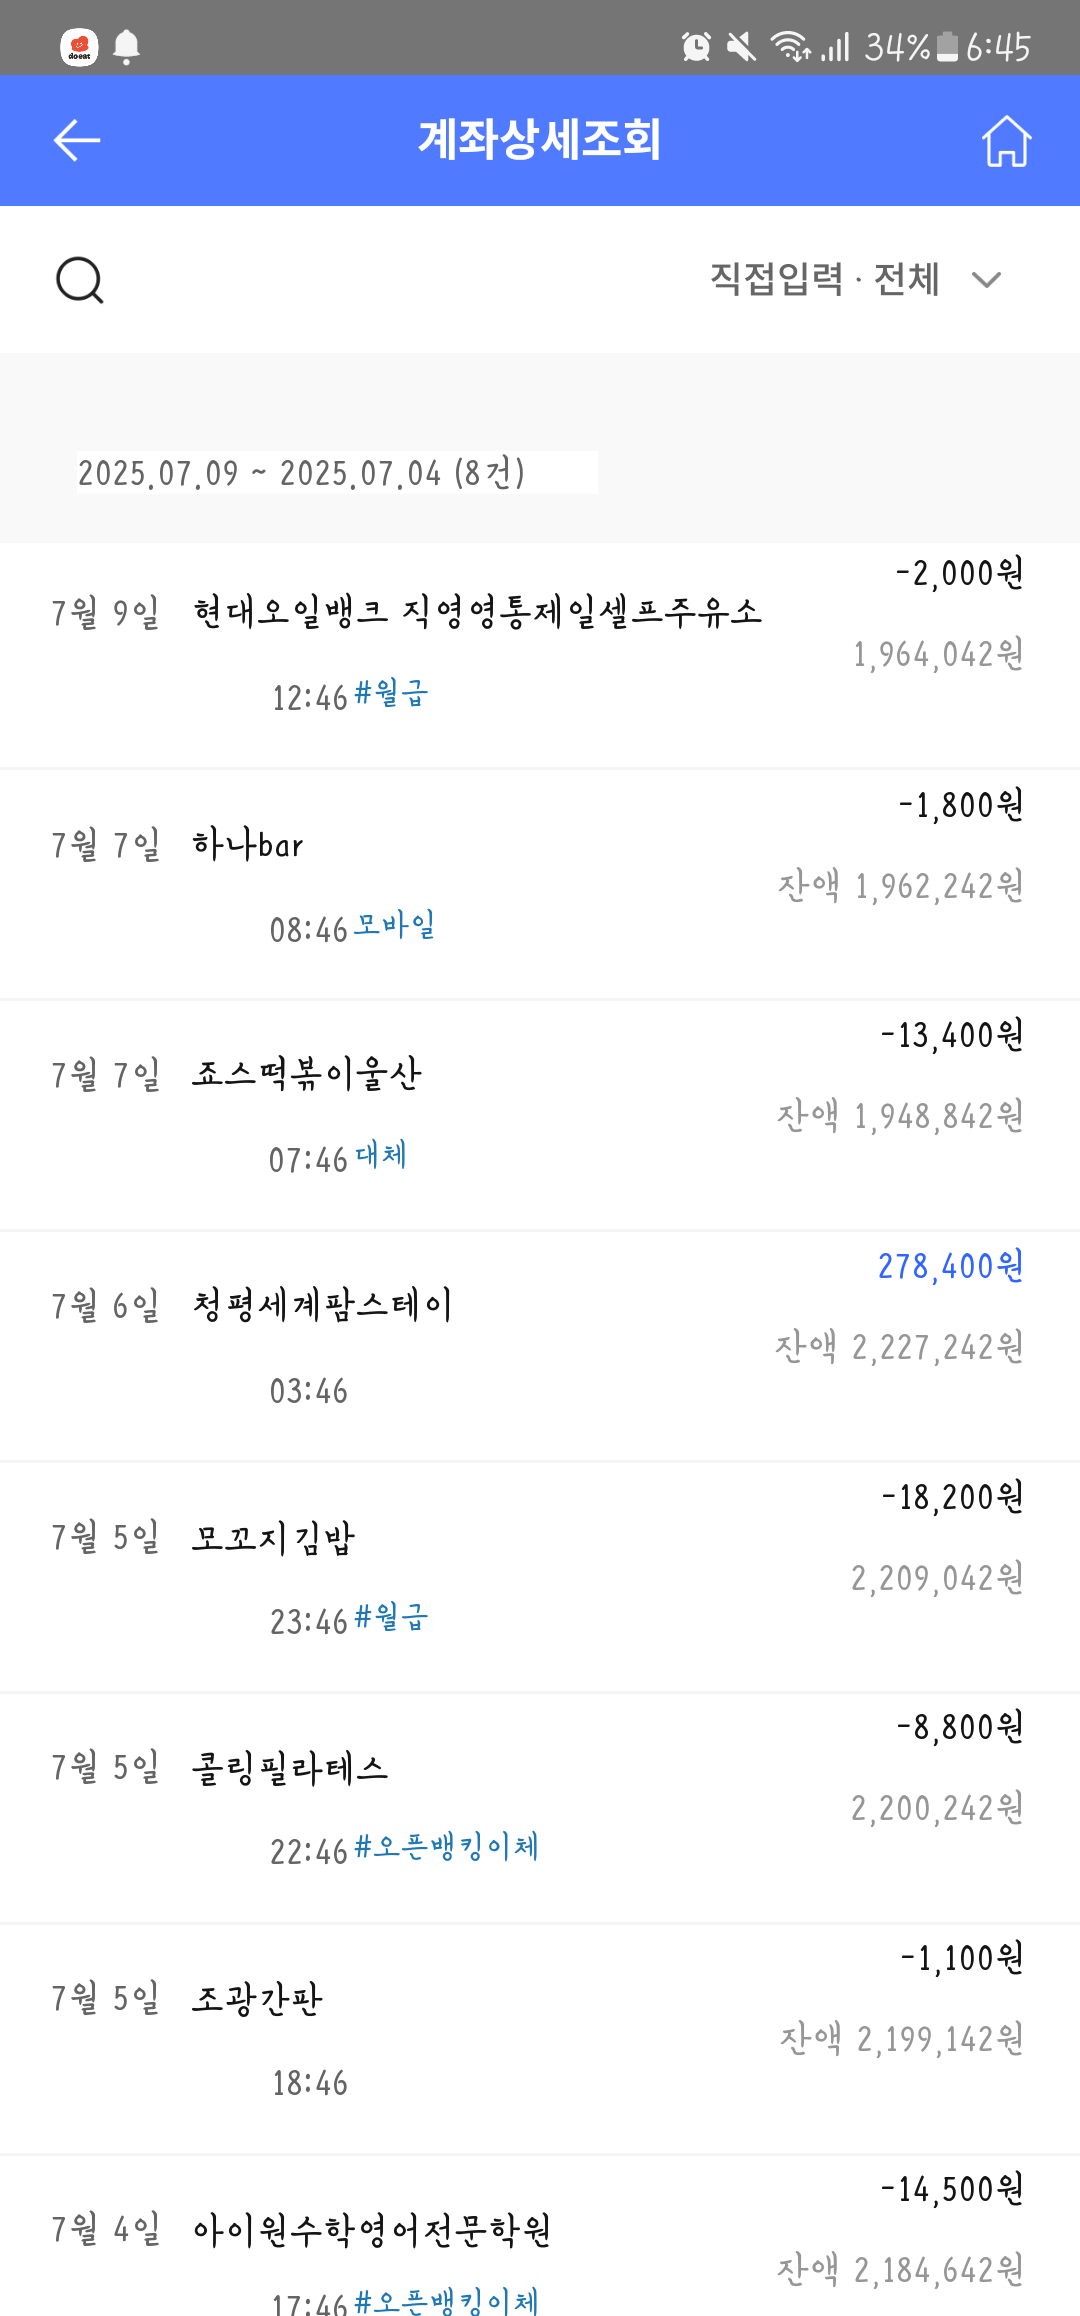 doeat 34% 6:45
계좌상세조회
직접입력 · 전체
2025.07.09 ~ 2025.07.04 (8건)
-2,000원
7월 9일 현대오일뱅크 직영영통제일셀프주유소
1,964,042원
12:46 #월급
-1,800원
7월 7일 하나bar
잔액 1,962,242원
08:46 모바일
-13,400원
7월 7일 죠스떡볶이울산
잔액 1,948,842원
07:46 대체
278,400원
7월 6일 청평세계팜스테이
잔액 2,227,242원
03:46
-18,200원
7월 5일 모꼬지김밥
2,209,042원
23:46 #월급
-8,800원
7월 5일 콜링필라테스
2,200,242원
22:46 #오픈뱅킹이체
-1,100원
7월 5일 조광간판
잔액 2,199,142원
18:46
-14,500원
7월 4일 아이원수학영어전문학원
잔액 2,184,642원
17:46 #오픈뱅킹이체